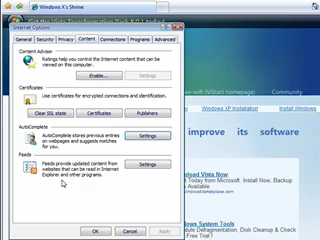 Windows X's Shrine
Internet Options
General
Security
Privacy
Content
Connections
Programs
Advanced
Content Advisor
Ratings help you control the Internet content that can be
viewed on this computer.
Enable...
Settings
Certificates
Use certificates for encrypted connections and identification.
Clear SSL state
Certificates
Publishers
AutoComplete
AutoComplete stores previous entries
on webpages and suggests matches
for you.
Settings
Feeds
Feeds provide updated content from
websites that can be read in Internet
Explorer and other programs.
Settings
OK
Cancel
Apply
(ViStart homepage)
Community
Windows XP Installation
Install Windows
improve its software
nload Vista Now
Today from Microsoft. Install Now, Backup
Available
ndows System Tools
dule Defragmentation, Disk Cleanup & Check
Free Trial !